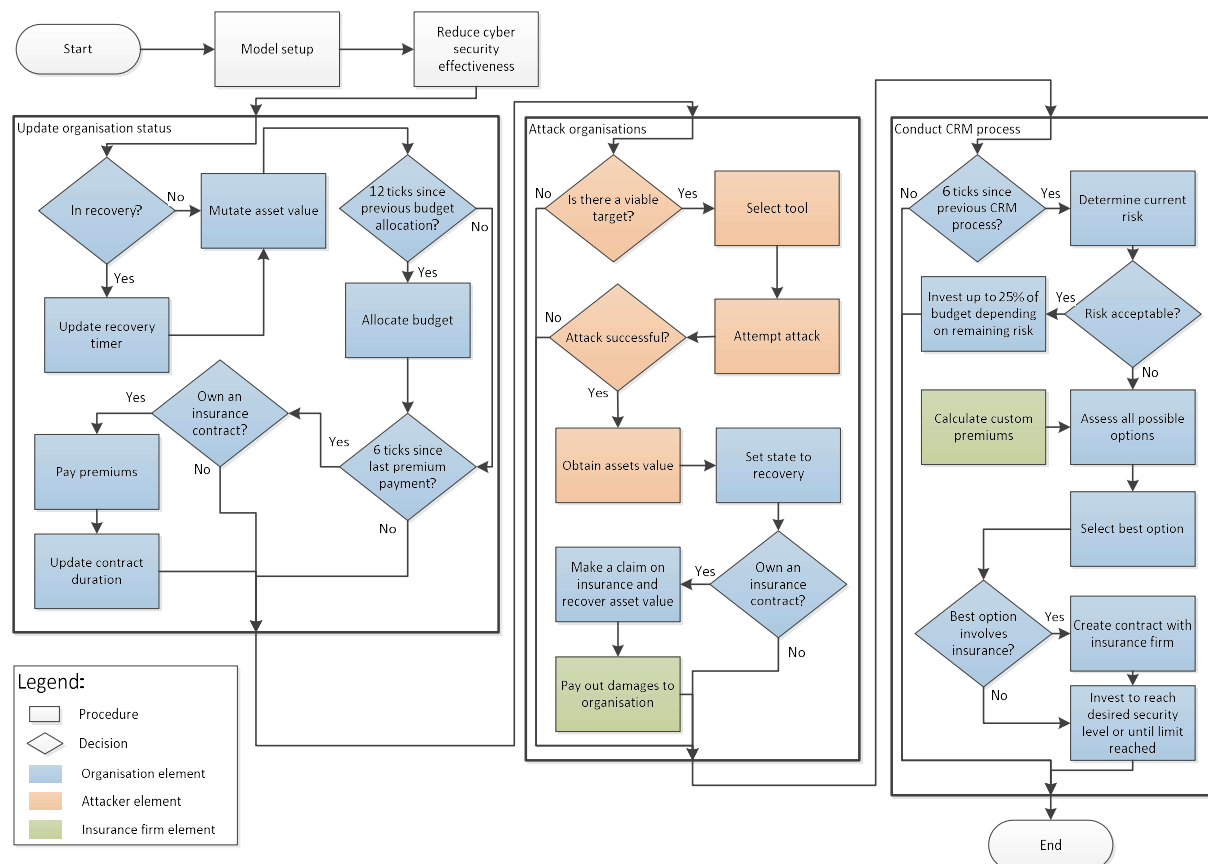 Start
Model setup
Reduce cyber
security
effectiveness
Update organisation status
In recovery?
No
Mutate asset value
Yes
Update recovery
timer
12 ticks since
previous budget
allocation?
No
Yes
Allocate budget
6 ticks since
last premium
payment?
Yes
No
Own an
insurance
contract?
Yes
No
Pay premiums
Update contract
duration
Attack organisations
Is there a viable
target?
No
Yes
Select tool
Attempt attack
Attack successful?
No
Yes
Obtain assets value
Set state to
recovery
Own an
insurance
contract?
Yes
No
Make a claim on
insurance and
recover asset value
Pay out damages to
organisation
Conduct CRM process
6 ticks since
previous CRM
process?
No
Yes
Determine current
risk
Risk acceptable?
Yes
No
Invest up to 25% of
budget depending
on remaining risk
Calculate custom
premiums
Assess all possible
options
Select best option
Best option
involves
insurance?
Yes
No
Create contract with
insurance firm
Invest to reach
desired security
level or until limit
reached
End
Legend:
Procedure
Decision
Organisation element
Attacker element
Insurance firm element